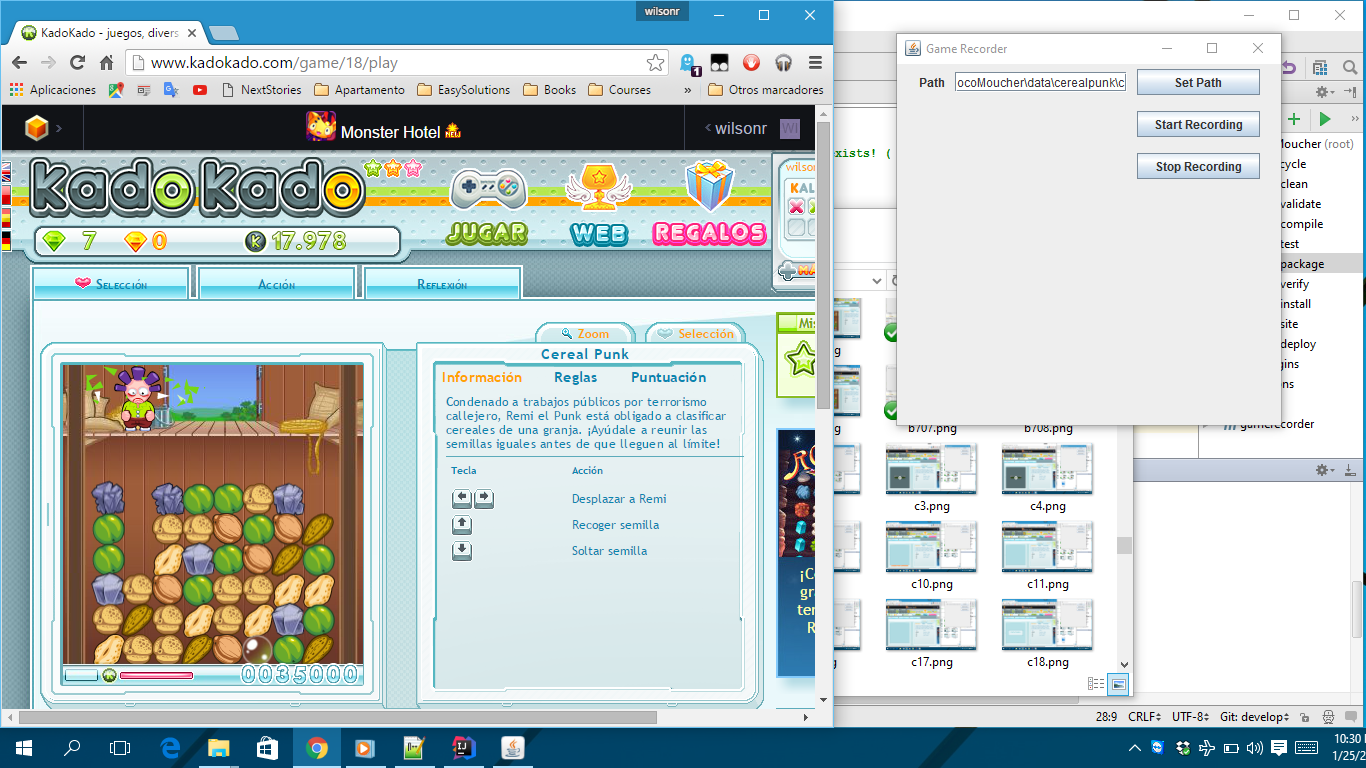 wilsonr
KadoKado - juegos, divers
www.kadokado.com/game/18/play
1
Aplicaciones
NextStories
Apartamento
EasySolutions
Books
Courses
»
Otros marcadores
Monster Hotel NEW
wilsonr
WI
KadoKado
JUGAR
WEB
REGALOS
7
0
K 17.978
wilsonr
KAL
Selección
Acción
Reflexión
Zoom
Selección
Cereal Punk
Información
Reglas
Puntuación
Condenado a trabajos públicos por terrorismo
callejero, Remi el Punk está obligado a clasificar
cereales de una granja. ¡Ayúdale a reunir las
semillas iguales antes de que lleguen al límite!
Tecla
Acción
Desplazar a Remi
Recoger semilla
Soltar semilla
0035000
Mis
Game Recorder
Path
ocoMoucher\data\cerealpunk\c
Set Path
Start Recording
Stop Recording
xists! (
Moucher (root)
cycle
clean
validate
compile
test
package
verify
install
site
deploy
gins
ns
gamerecorder
b707.png
b708.png
c3.png
c4.png
c10.png
c11.png
c17.png
c18.png
28:9
CRLF
UTF-8
Git: develop
10:30
1/25/2